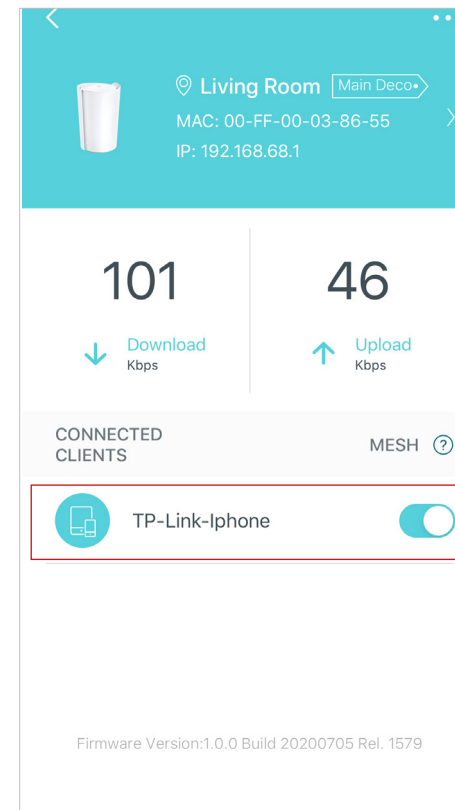 Living Room Main Deco
MAC: 00-FF-00-03-86-55
IP: 192.168.68.1
101 46
Download Upload
Kbps Kbps
CONNECTED
CLIENTS
MESH ?
TP-Link-Iphone
Firmware Version:1.0.0 Build 20200705 Rel. 1579